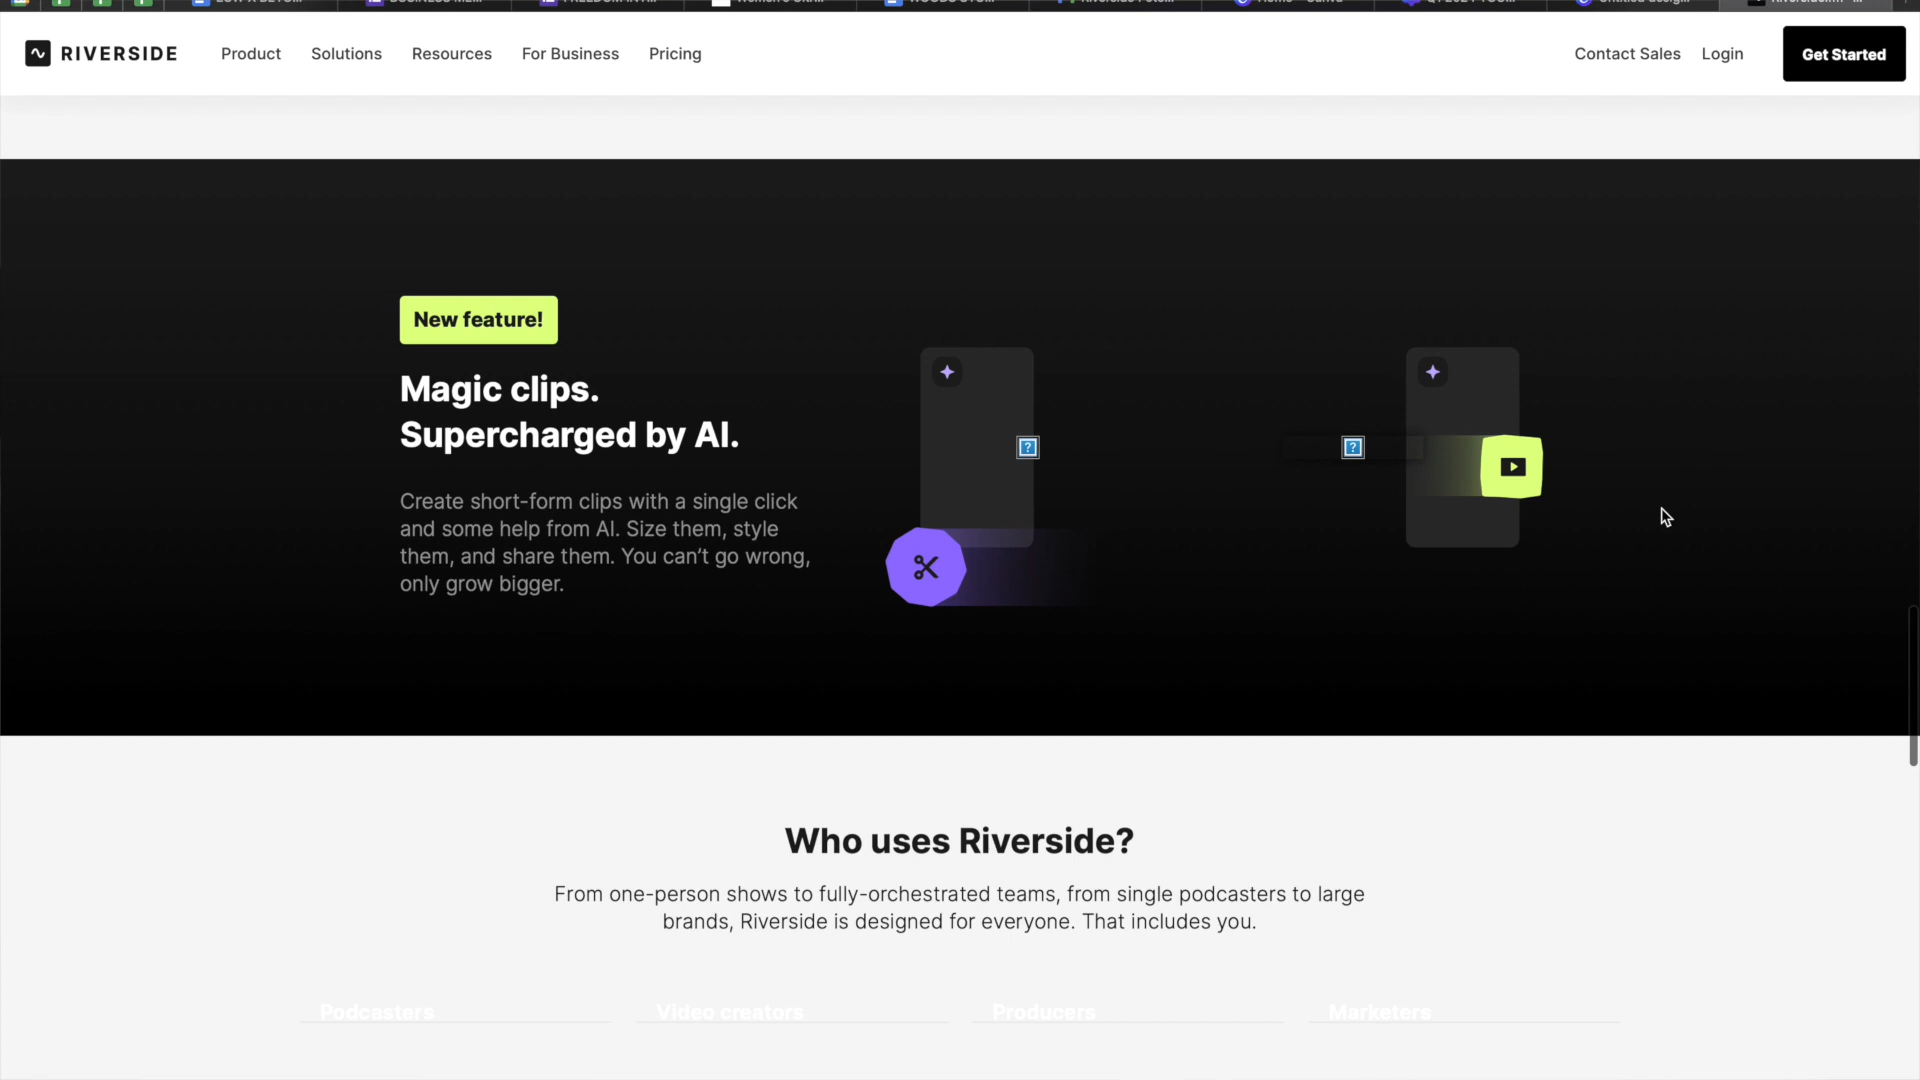 RIVERSIDE
Product
Solutions
Resources
For Business
Pricing
Contact Sales
Login
Get Started
New feature!
Magic clips.
Supercharged by AI.
Create short-form clips with a single click
and some help from AI. Size them, style
them, and share them. You can’t go wrong,
only grow bigger.
Who uses Riverside?
From one-person shows to fully-orchestrated teams, from single podcasters to large
brands, Riverside is designed for everyone. That includes you.
Podcasters
Video creators
Producers
Marketers